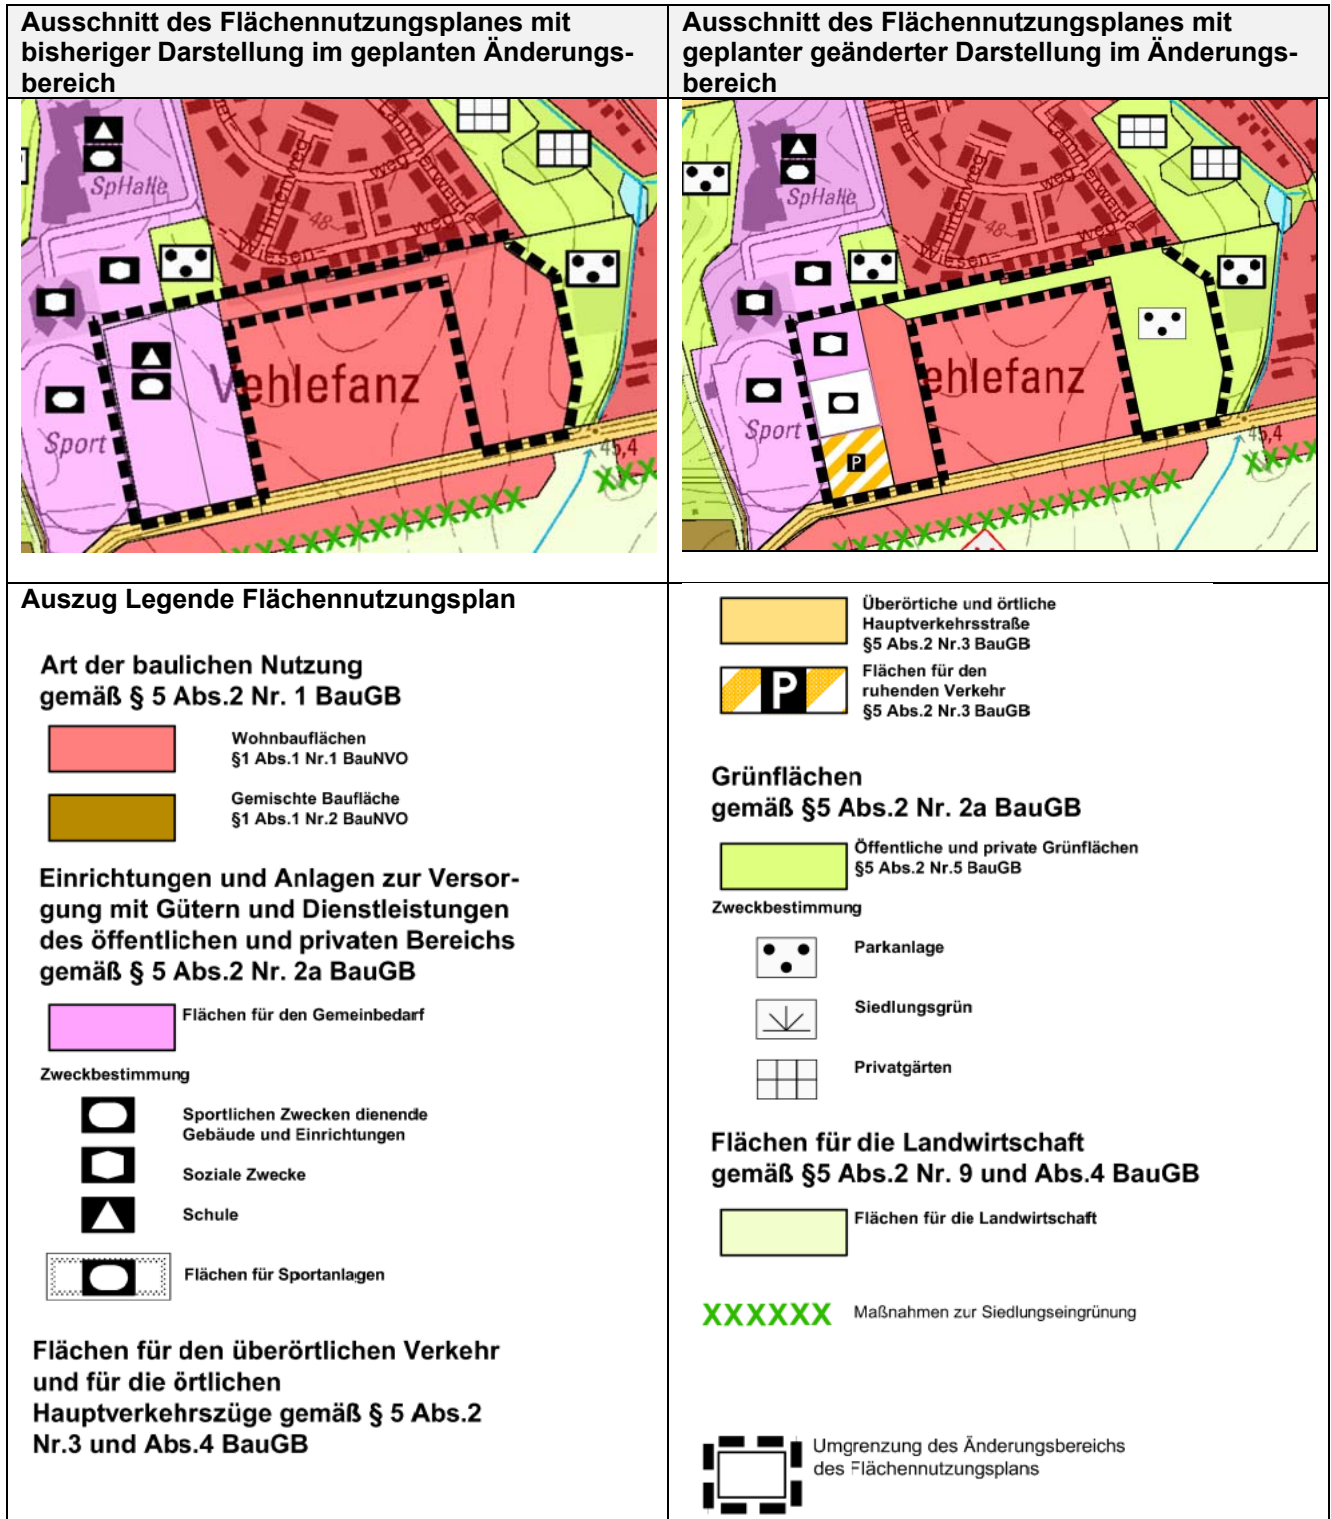 Ausschnitt des Flächennutzungsplanes mit
bisheriger Darstellung im geplanten Änderungs-
bereich
Ausschnitt des Flächennutzungsplanes mit
geplanter geänderter Darstellung im Änderungs-
bereich
SpHalle
weg
weg
Wiesen-
48
Vehlefanz
Sport
45,4
XXX
XXXXXXXXXXXXXX
SpHalle
weg
weg
Wiesen-
48
ehlefanz
Sport
P
45,4
XXX
XXXXXXXXXXXXXX
Auszug Legende Flächennutzungsplan
Art der baulichen Nutzung
gemäß § 5 Abs.2 Nr. 1 BauGB
Wohnbauflächen
§1 Abs.1 Nr.1 BauNVO
Gemischte Baufläche
§1 Abs.1 Nr.2 BauNVO
Einrichtungen und Anlagen zur Versor-
gung mit Gütern und Dienstleistungen
des öffentlichen und privaten Bereichs
gemäß § 5 Abs.2 Nr. 2a BauGB
Flächen für den Gemeinbedarf
Zweckbestimmung
Sportlichen Zwecken dienende
Gebäude und Einrichtungen
Soziale Zwecke
Schule
Flächen für Sportanlagen
Flächen für den überörtlichen Verkehr
und für die örtlichen
Hauptverkehrszüge gemäß § 5 Abs.2
Nr.3 und Abs.4 BauGB
Überörtiche und örtliche
Hauptverkehrsstraße
§5 Abs.2 Nr.3 BauGB
P
Flächen für den
ruhenden Verkehr
§5 Abs.2 Nr.3 BauGB
Grünflächen
gemäß §5 Abs.2 Nr. 2a BauGB
Öffentliche und private Grünflächen
§5 Abs.2 Nr.5 BauGB
Zweckbestimmung
Parkanlage
Siedlungsgrün
Privatgärten
Flächen für die Landwirtschaft
gemäß §5 Abs.2 Nr. 9 und Abs.4 BauGB
Flächen für die Landwirtschaft
XXXXXX
Maßnahmen zur Siedlungseingrünung
Umgrenzung des Änderungsbereichs
des Flächennutzungsplans